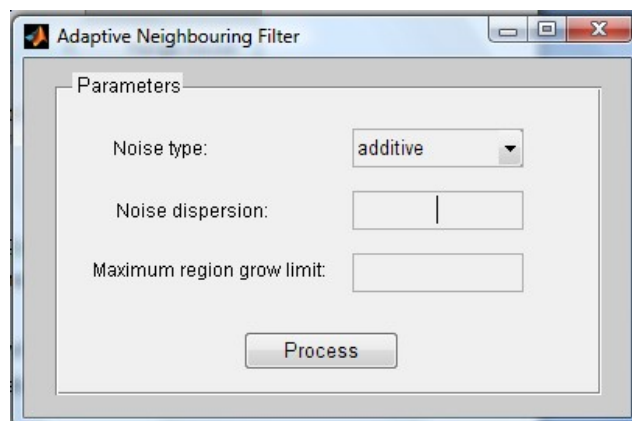 Adaptive Neighbouring Filter
Parameters
Noise type:
additive
Noise dispersion:
Maximum region grow limit:
Process